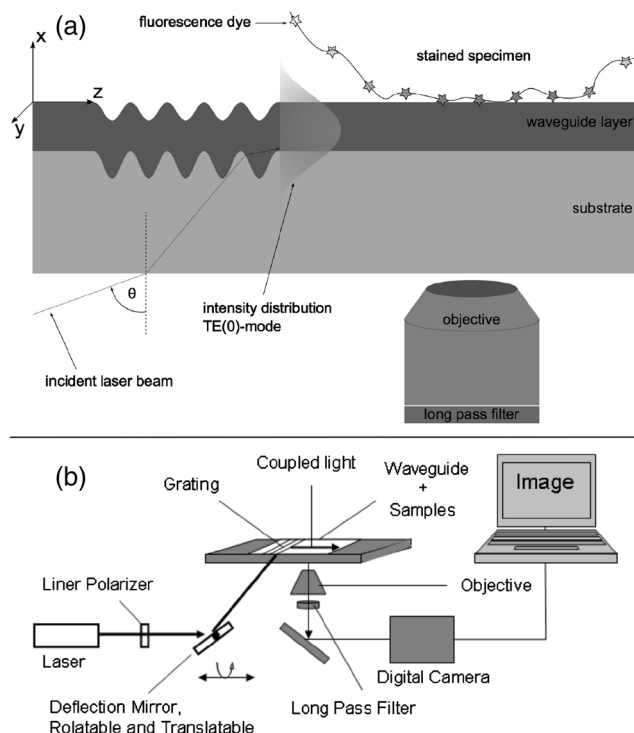 (a)
fluorescence dye
stained specimen
x
z
y
waveguide layer
substrate
θ
intensity distribution
TE(0)-mode
objective
incident laser beam
long pass filter
(b)
Coupled light
Grating
Waveguide
+
Samples
Image
Liner Polarizer
Objective
Laser
Digital Camera
Deflection Mirror,
Rolatable and Translatable
Long Pass Filter